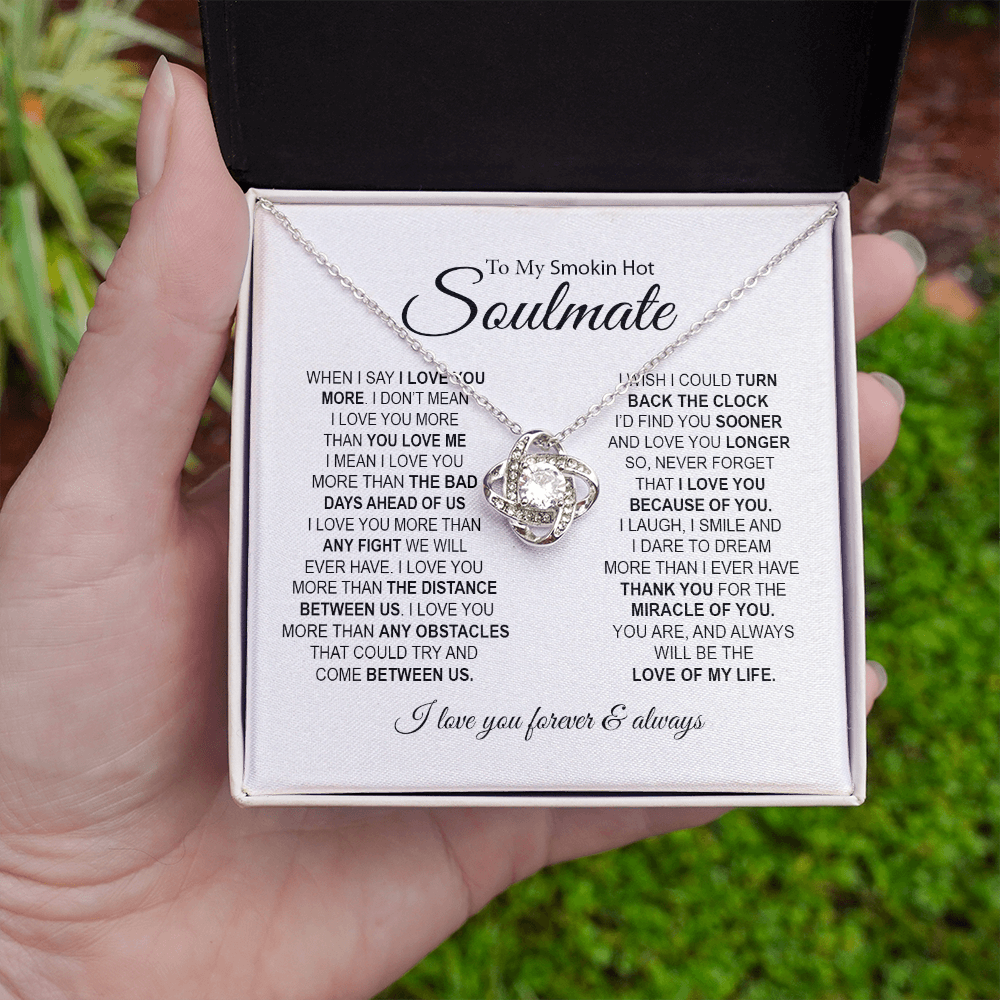 To My Smokin Hot
Soulmate
WHEN I SAY I LOVE YOU
MORE. I DON'T MEAN
I LOVE YOU MORE
THAN YOU LOVE ME
I MEAN I LOVE YOU
MORE THAN THE BAD
DAYS AHEAD OF US
I LOVE YOU MORE THAN
ANY FIGHT WE WILL
EVER HAVE. I LOVE YOU
MORE THAN THE DISTANCE
BETWEEN US. I LOVE YOU
MORE THAN ANY OBSTACLES
THAT COULD TRY AND
COME BETWEEN US.
I WISH I COULD TURN
BACK THE CLOCK
I'D FIND YOU SOONER
AND LOVE YOU LONGER
SO, NEVER FORGET
THAT I LOVE YOU
BECAUSE OF YOU.
I LAUGH, I SMILE AND
I DARE TO DREAM
MORE THAN I EVER HAVE
THANK YOU FOR THE
MIRACLE OF YOU.
YOU ARE, AND ALWAYS
WILL BE THE
LOVE OF MY LIFE.
I love you forever & always